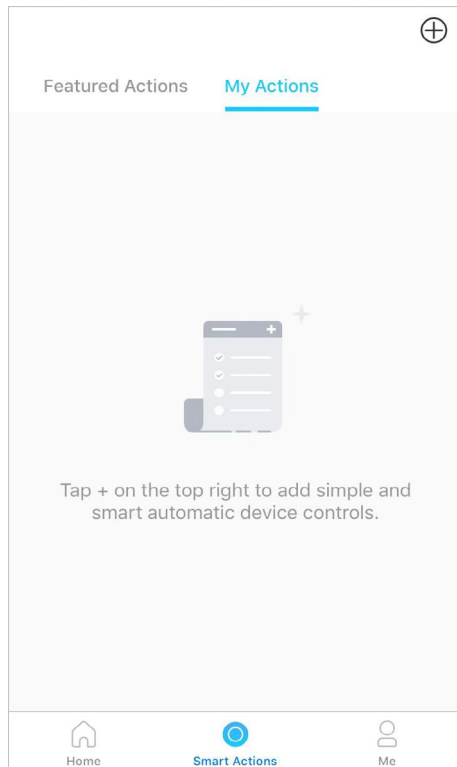 Featured Actions My Actions
Tap + on the top right to add simple and
smart automatic device controls.
Home Smart Actions Me